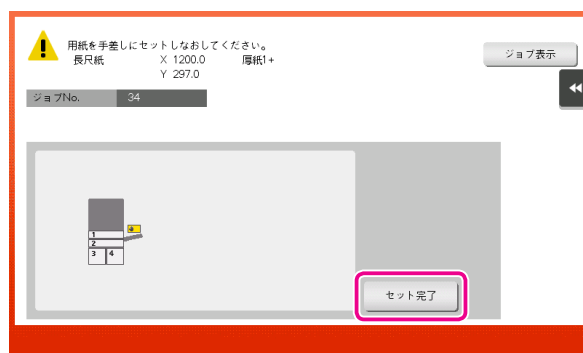 用紙を手差しにセットしなおしてください。
長尺紙 X 1200.0 厚紙1+
Y 297.0
ジョブ表示
ジョブNo. 34
1
2
3 4
セット完了